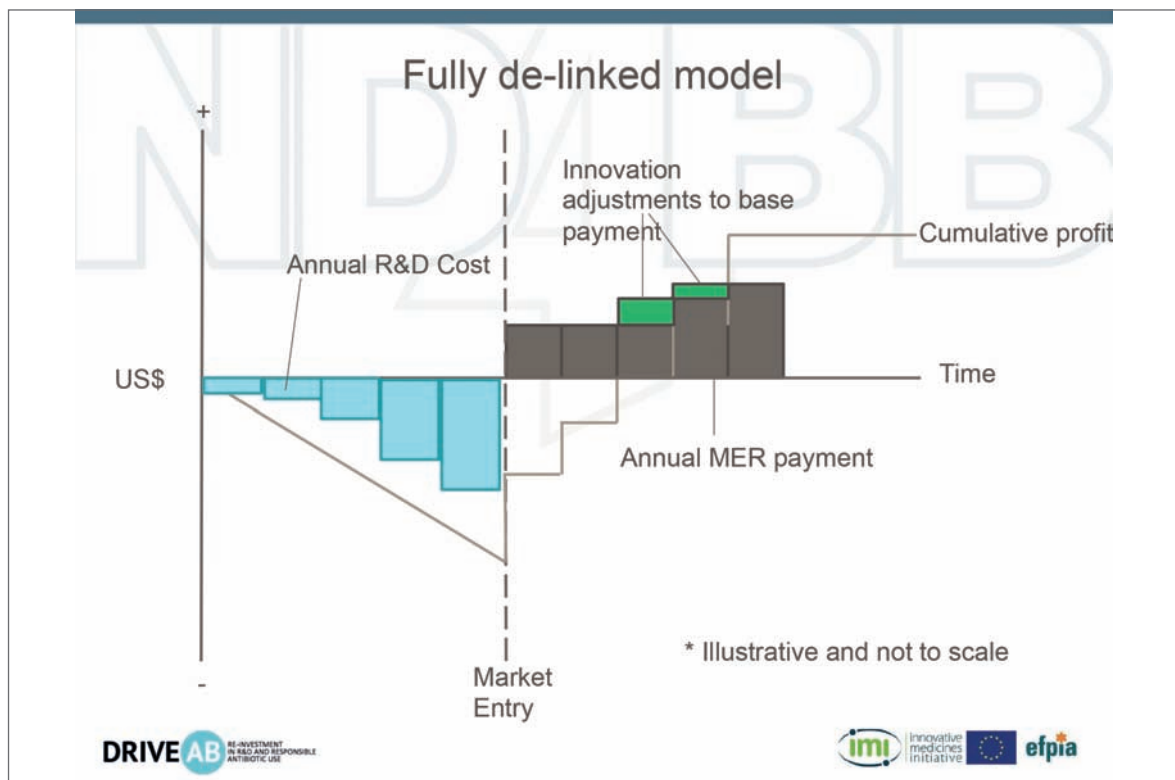 ND4BB
Fully de-linked model
+
Innovation
adjustments to base
payment
Cumulative profit
Annual R&D Cost
US$
Time
Annual MER payment
* Illustrative and not to scale
-
Market
Entry
DRIVE AB
RE-INVESTMENT
IN R&D AND RESPONSIBLE
ANTIBIOTIC USE
imi
innovative
medicines
initiative
efpia